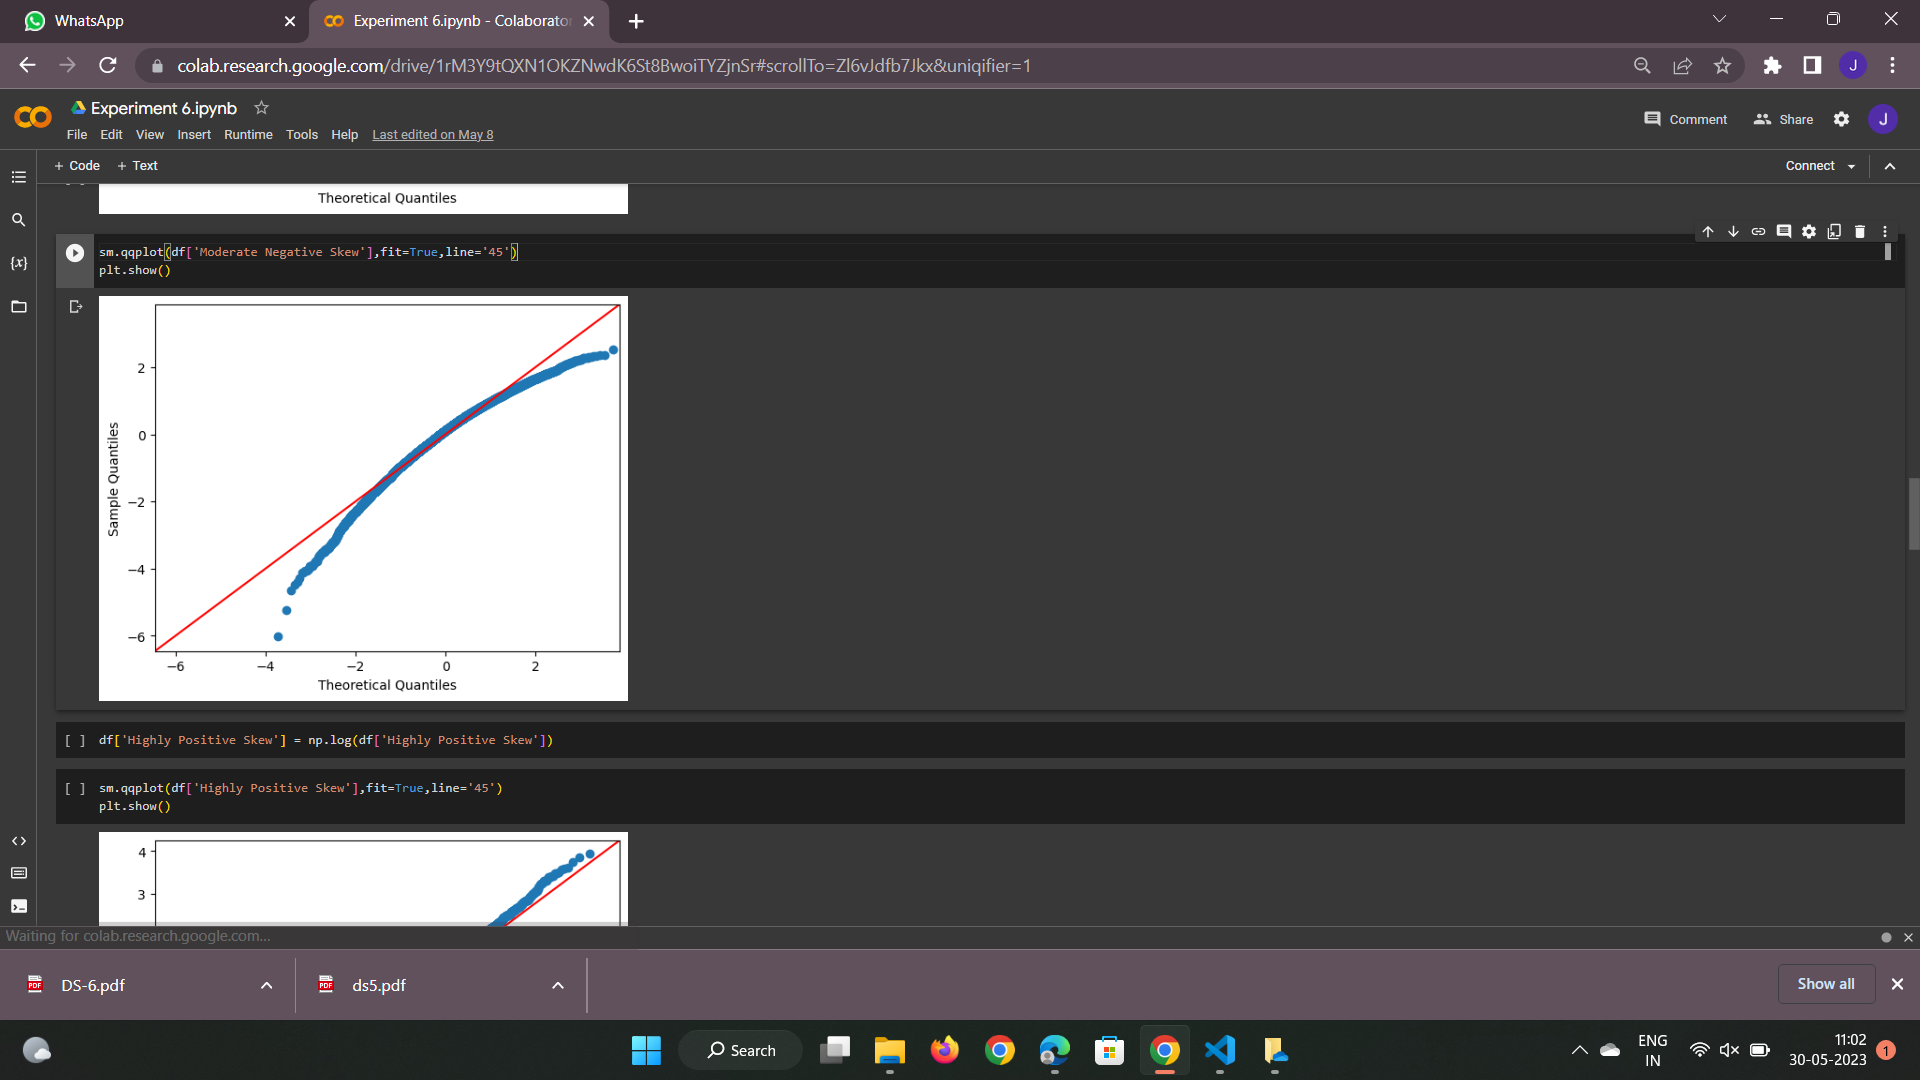 WhatsApp
Experiment 6.ipynb - Colaborator
colab.research.google.com/drive/1rM3Y9tQXN1OKZNwdK6St8BwoiTYZjnSr#scrollTo=Zl6vJdfb7Jkx&uniqifier=1
J
Experiment 6.ipynb
File Edit View Insert Runtime Tools Help Last edited on May 8
Comment Share J
+ Code + Text
Connect
Theoretical Quantiles
sm.qqplot(df['Moderate Negative Skew'],fit=True,line='45')
plt.show()
{x}
2
0
−2
−4
−6
Sample Quantiles
−6 −4 −2 0 2
Theoretical Quantiles
[ ] df['Highly Positive Skew'] = np.log(df['Highly Positive Skew'])
[ ] sm.qqplot(df['Highly Positive Skew'],fit=True,line='45')
plt.show()
4
3
Waiting for colab.research.google.com...
PDF DS-6.pdf
PDF ds5.pdf
Show all
Search
ENG
IN
11:02
30-05-2023
1